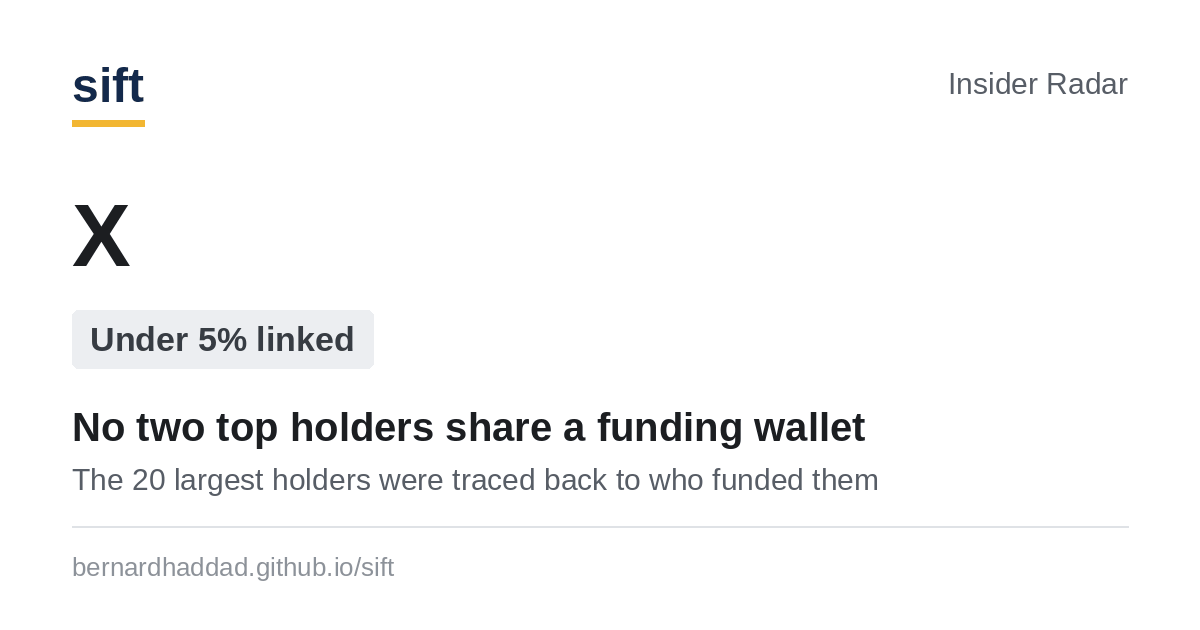 sift
Insider Radar
X
Under 5% linked
No two top holders share a funding wallet
The 20 largest holders were traced back to who funded them
bernardhaddad.github.io/sift